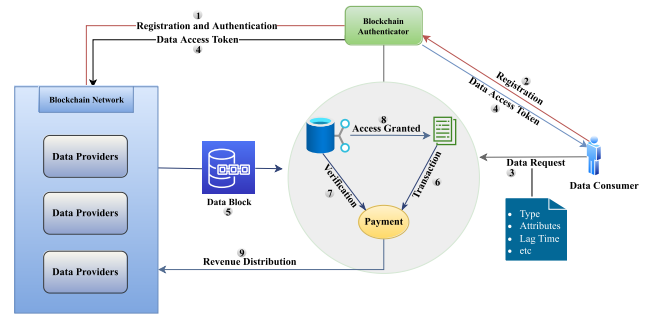 1
Registration and Authentication
Data Access Token
4
Blockchain
Authenticator
2
Registration
Data Access Token
4
Blockchain Network
Data Providers
Data Providers
Data Providers
Data Block
5
8
Access Granted
Verification
7
Transaction
6
Payment
Data Request
3
Data Consumer
• Type
• Attributes
• Lag Time
• etc
9
Revenue Distribution